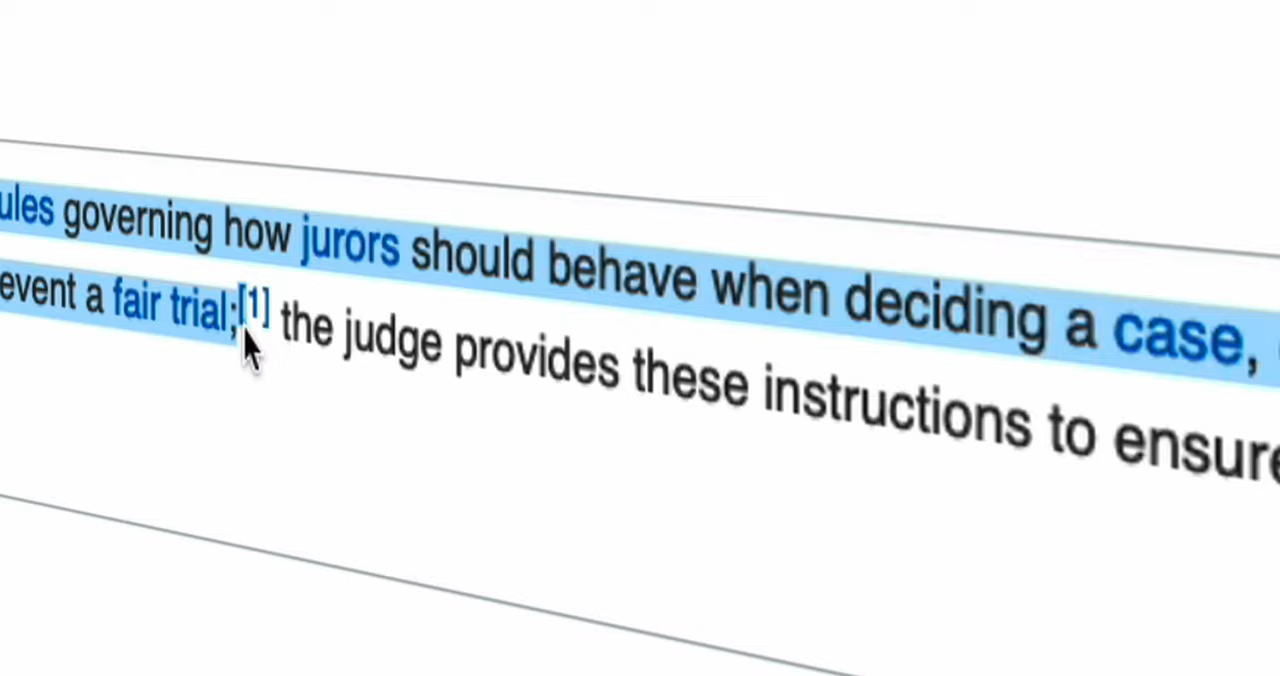 ules governing how jurors should behave when deciding a case,
event a fair trial;[1] the judge provides these instructions to ensure